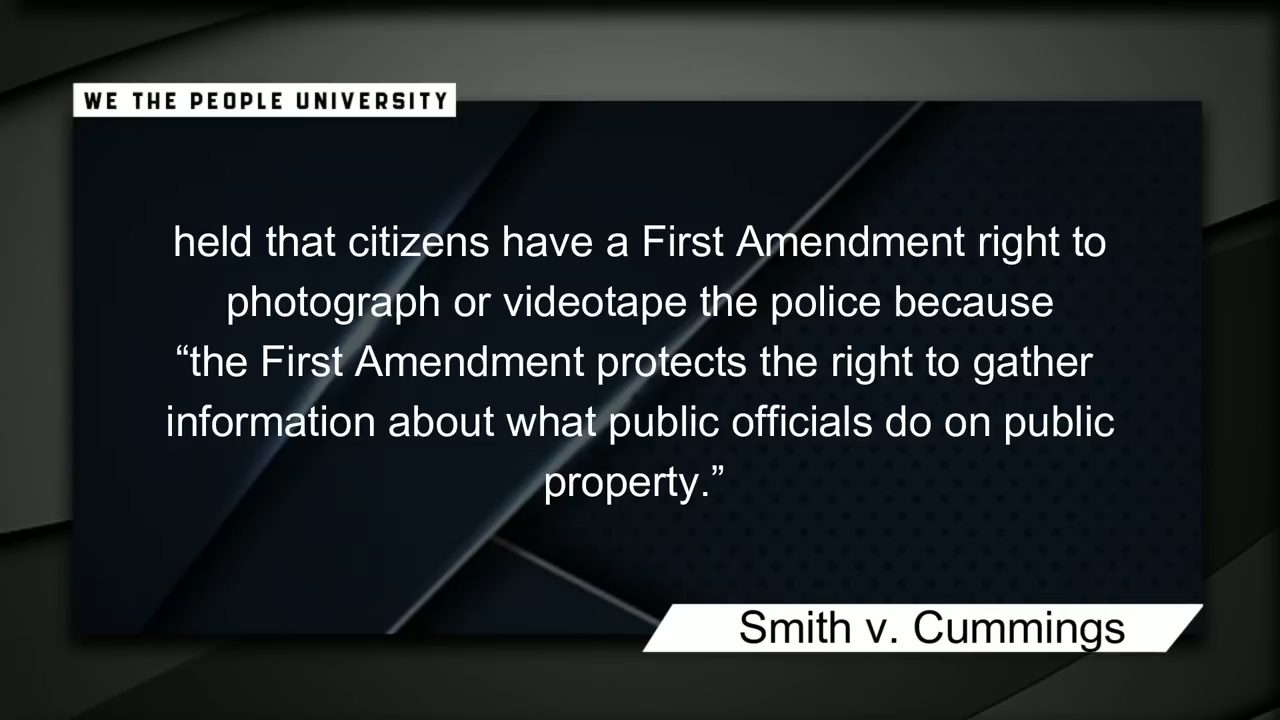 WE THE PEOPLE UNIVERSITY
held that citizens have a First Amendment right to
photograph or videotape the police because
“the First Amendment protects the right to gather
information about what public officials do on public
property.”
Smith v. Cummings